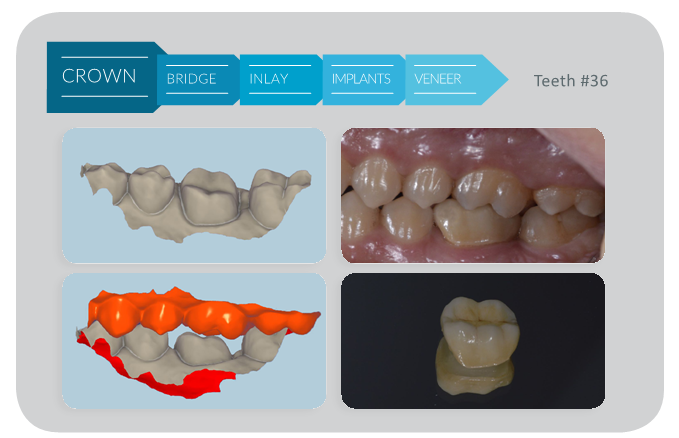 CROWN
BRIDGE
INLAY
IMPLANTS
VENEER
Teeth #36